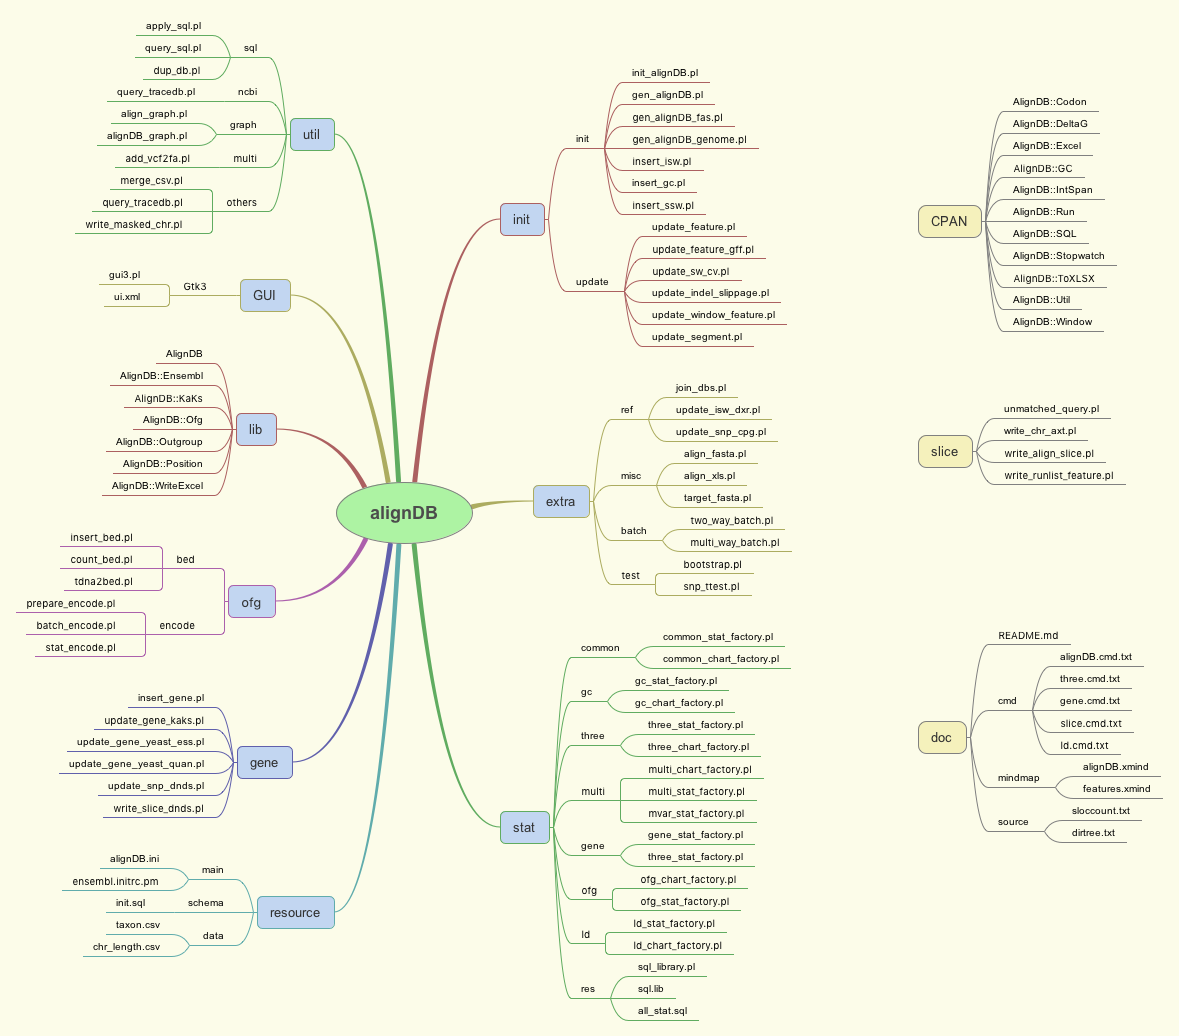 alignDB
util
sql
apply_sql.pl
query_sql.pl
dup_db.pl
ncbi
query_tracedb.pl
graph
align_graph.pl
alignDB_graph.pl
multi
add_vcf2fa.pl
others
merge_csv.pl
query_tracedb.pl
write_masked_chr.pl
GUI
Gtk3
gui3.pl
ui.xml
lib
AlignDB
AlignDB::Ensembl
AlignDB::KaKs
AlignDB::Ofg
AlignDB::Outgroup
AlignDB::Position
AlignDB::WriteExcel
ofg
bed
insert_bed.pl
count_bed.pl
tdna2bed.pl
encode
prepare_encode.pl
batch_encode.pl
stat_encode.pl
gene
insert_gene.pl
update_gene_kaks.pl
update_gene_yeast_ess.pl
update_gene_yeast_quan.pl
update_snp_dnds.pl
write_slice_dnds.pl
resource
main
alignDB.ini
ensembl.initrc.pm
schema
init.sql
data
taxon.csv
chr_length.csv
init
init
init_alignDB.pl
gen_alignDB.pl
gen_alignDB_fas.pl
gen_alignDB_genome.pl
insert_isw.pl
insert_gc.pl
insert_ssw.pl
update
update_feature.pl
update_feature_gff.pl
update_sw_cv.pl
update_indel_slippage.pl
update_window_feature.pl
update_segment.pl
extra
ref
join_dbs.pl
update_isw_dxr.pl
update_snp_cpg.pl
misc
align_fasta.pl
align_xls.pl
target_fasta.pl
batch
two_way_batch.pl
multi_way_batch.pl
test
bootstrap.pl
snp_ttest.pl
stat
common
common_stat_factory.pl
common_chart_factory.pl
gc
gc_stat_factory.pl
gc_chart_factory.pl
three
three_stat_factory.pl
three_chart_factory.pl
multi
multi_chart_factory.pl
multi_stat_factory.pl
mvar_stat_factory.pl
gene
gene_stat_factory.pl
three_stat_factory.pl
ofg
ofg_chart_factory.pl
ofg_stat_factory.pl
ld
ld_stat_factory.pl
ld_chart_factory.pl
res
sql_library.pl
sql.lib
all_stat.sql
CPAN
AlignDB::Codon
AlignDB::DeltaG
AlignDB::Excel
AlignDB::GC
AlignDB::IntSpan
AlignDB::Run
AlignDB::SQL
AlignDB::Stopwatch
AlignDB::ToXLSX
AlignDB::Util
AlignDB::Window
slice
unmatched_query.pl
write_chr_axt.pl
write_align_slice.pl
write_runlist_feature.pl
doc
README.md
cmd
alignDB.cmd.txt
three.cmd.txt
gene.cmd.txt
slice.cmd.txt
ld.cmd.txt
mindmap
alignDB.xmind
features.xmind
source
sloccount.txt
dirtree.txt